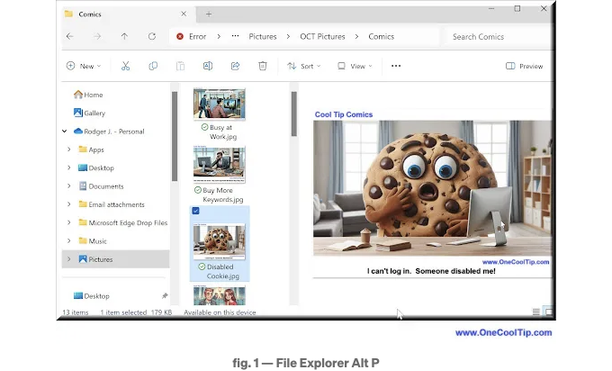 Comics
Error > ... Pictures > OCT Pictures > Comics
Search Comics
New
Sort
View
...
Preview
Home
Gallery
Rodger J. - Personal
Apps
Desktop
Documents
Email attachments
Microsoft Edge Drop Files
Music
Pictures
Desktop
Busy at
Work.jpg
Buy More
Keywords.jpg
Disabled
Cookie.jpg
Cool Tip Comics
www.OneCoolTip.com
I can't log in. Someone disabled me!
13 items 1 item selected 179 KB Available on this device
www.OneCoolTip.com
fig. 1 — File Explorer Alt P